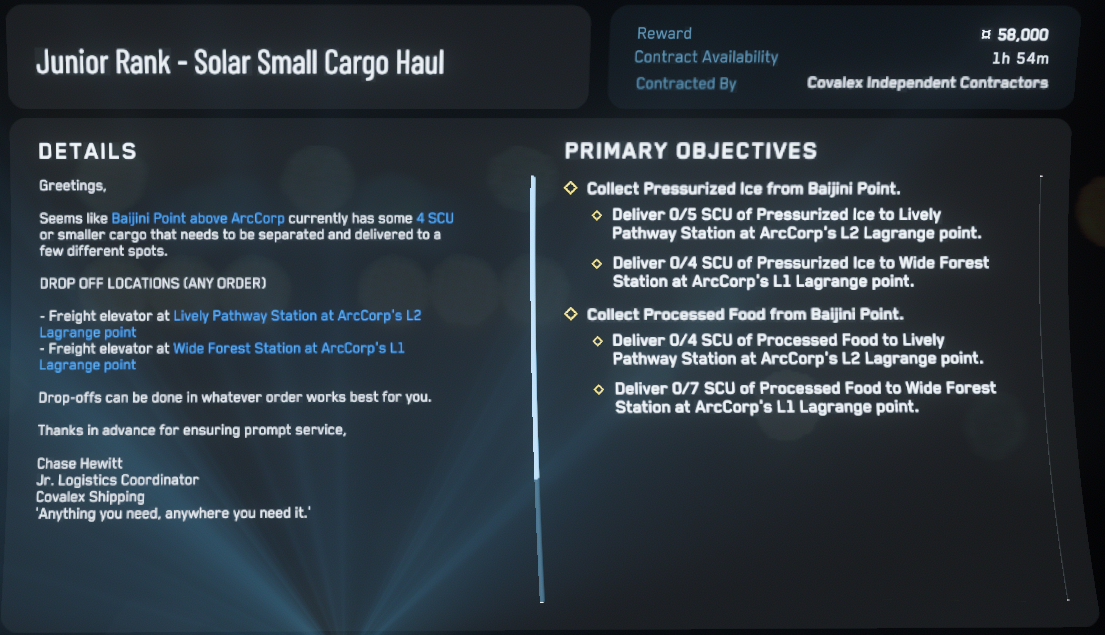 Junior Rank - Solar Small Cargo Haul
Reward ¤ 58,000
Contract Availability 1h 54m
Contracted By Covalex Independent Contractors
DETAILS
Greetings,
Seems like Baijini Point above ArcCorp currently has some 4 SCU
or smaller cargo that needs to be separated and delivered to a
few different spots.
DROP OFF LOCATIONS (ANY ORDER)
- Freight elevator at Lively Pathway Station at ArcCorp's L2
Lagrange point
- Freight elevator at Wide Forest Station at ArcCorp's L1
Lagrange point
Drop-offs can be done in whatever order works best for you.
Thanks in advance for ensuring prompt service,
Chase Hewitt
Jr. Logistics Coordinator
Covalex Shipping
'Anything you need, anywhere you need it.'
PRIMARY OBJECTIVES
Collect Pressurized Ice from Baijini Point.
Deliver 0/5 SCU of Pressurized Ice to Lively
Pathway Station at ArcCorp's L2 Lagrange point.
Deliver 0/4 SCU of Pressurized Ice to Wide Forest
Station at ArcCorp's L1 Lagrange point.
Collect Processed Food from Baijini Point.
Deliver 0/4 SCU of Processed Food to Lively
Pathway Station at ArcCorp's L2 Lagrange point.
Deliver 0/7 SCU of Processed Food to Wide Forest
Station at ArcCorp's L1 Lagrange point.